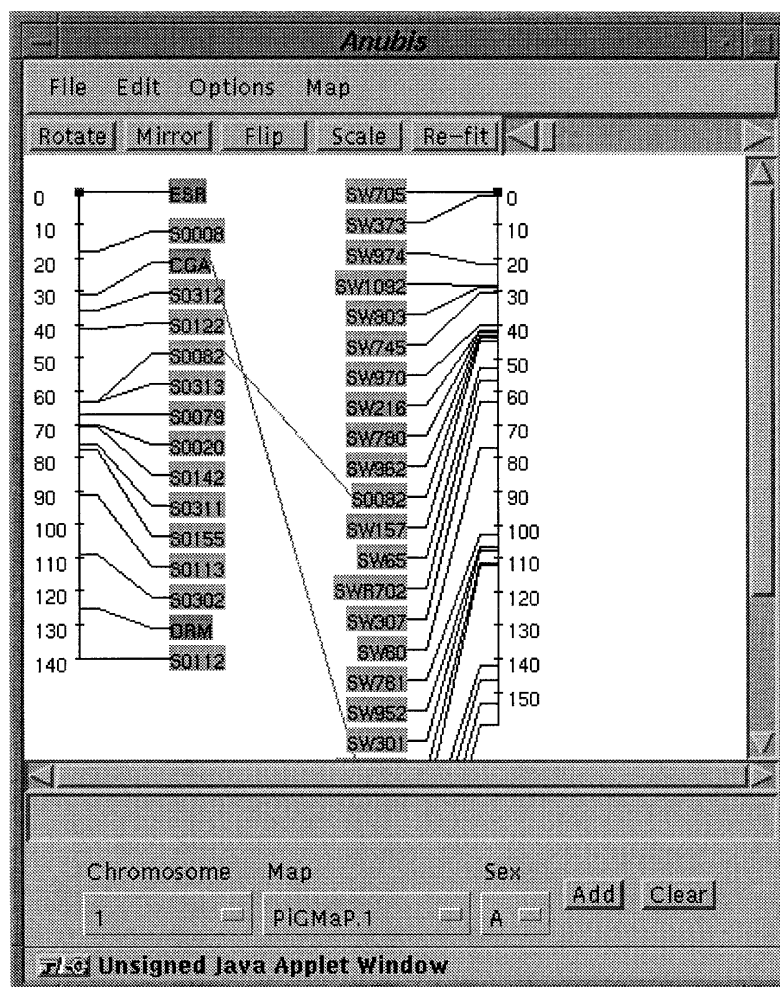 Anubis
File Edit Options Map
Rotate Mirror Flip Scale Re-fit
0
10
20
30
40
50
60
70
80
90
100
110
120
130
140
ESR
S0008
CGA
S0312
S0122
S0082
S0313
S0079
S0020
S0142
S0311
S0155
S0113
S0302
ORM
S0112
SW705
SW373
SW974
SW1092
SW303
SW745
SW970
SW216
SW780
SW962
S0082
SW157
SW65
SWR702
SW307
SW80
SW781
SW952
SW301
0
10
20
30
40
50
60
70
80
90
100
110
120
130
140
150
Chromosome Map Sex
1 PiGMaP.1 A Add Clear
Unsigned Java Applet Window